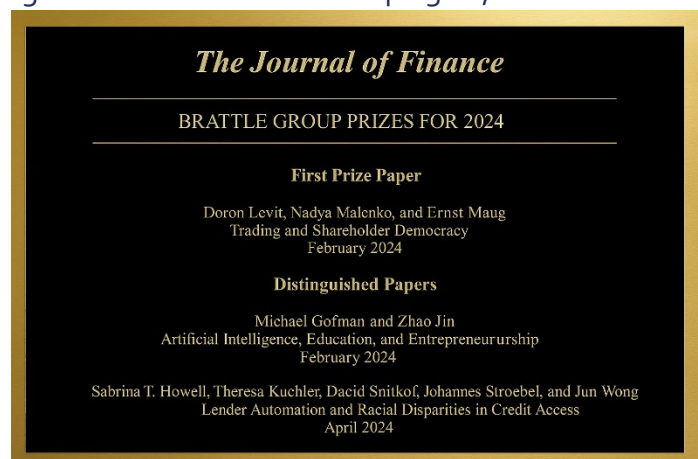 The Journal of Finance
BRATTLE GROUP PRIZES FOR 2024
First Prize Paper
Doron Levit, Nadya Malenko, and Ernst Maug
Trading and Shareholder Democracy
February 2024
Distinguished Papers
Michael Gofman and Zhao Jin
Artificial Intelligence, Education, and Entrepreneururship
February 2024
Sabrina T. Howell, Theresa Kuchler, Dacid Snitkof, Johannes Stroebel, and Jun Wong
Lender Automation and Racial Disparities in Credit Access
April 2024